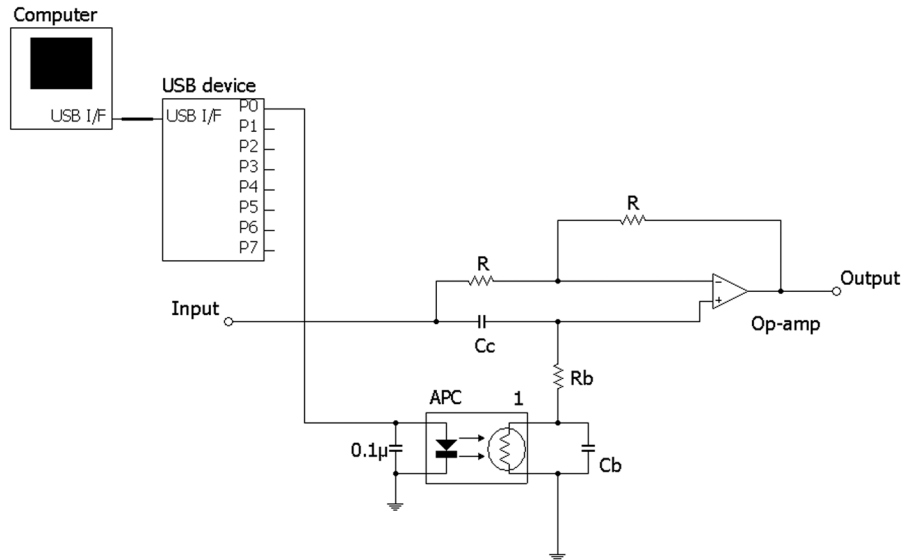 Computer
USB I/F
USB device
USB I/F
P0
P1
P2
P3
P4
P5
P6
P7
R
R
Input
Output
Op-amp
Cc
Rb
APC
1
0.1µ
Cb